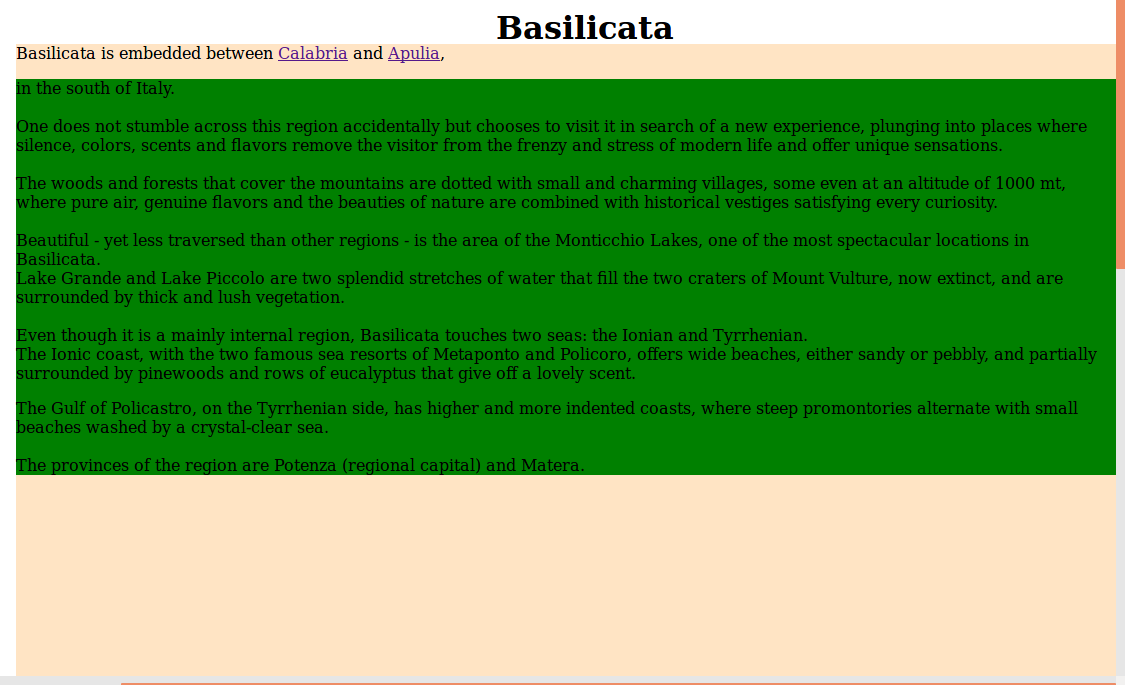 Basilicata
Basilicata is embedded between Calabria and Apulia,
in the south of Italy.
One does not stumble across this region accidentally but chooses to visit it in search of a new experience, plunging into places where
silence, colors, scents and flavors remove the visitor from the frenzy and stress of modern life and offer unique sensations.
The woods and forests that cover the mountains are dotted with small and charming villages, some even at an altitude of 1000 mt,
where pure air, genuine flavors and the beauties of nature are combined with historical vestiges satisfying every curiosity.
Beautiful - yet less traversed than other regions - is the area of the Monticchio Lakes, one of the most spectacular locations in
Basilicata.
Lake Grande and Lake Piccolo are two splendid stretches of water that fill the two craters of Mount Vulture, now extinct, and are
surrounded by thick and lush vegetation.
Even though it is a mainly internal region, Basilicata touches two seas: the Ionian and Tyrrhenian.
The Ionic coast, with the two famous sea resorts of Metaponto and Policoro, offers wide beaches, either sandy or pebbly, and partially
surrounded by pinewoods and rows of eucalyptus that give off a lovely scent.
The Gulf of Policastro, on the Tyrrhenian side, has higher and more indented coasts, where steep promontories alternate with small
beaches washed by a crystal-clear sea.
The provinces of the region are Potenza (regional capital) and Matera.